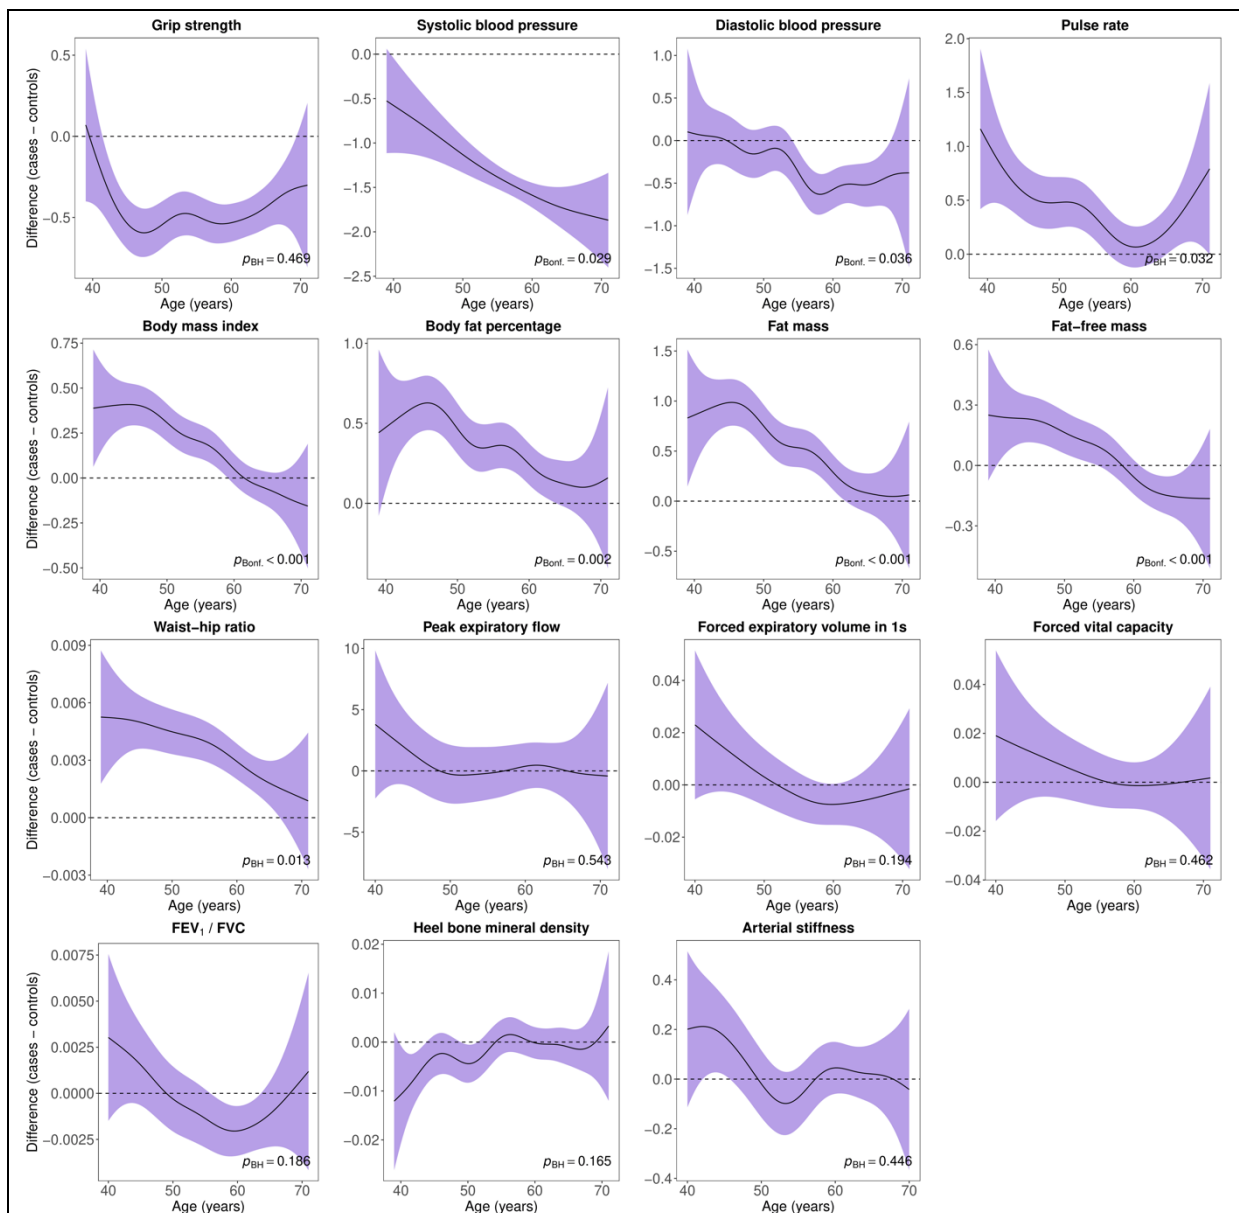 Grip strength
Systolic blood pressure
Diastolic blood pressure
Pulse rate
Difference (cases − controls)
0.5
0.0
−0.5
pBH = 0.469
40 50 60 70
Age (years)
0.0
−0.5
−1.0
−1.5
−2.0
−2.5
pBonf. = 0.029
40 50 60 70
Age (years)
1.0
0.5
0.0
−0.5
−1.0
−1.5
pBonf. = 0.036
40 50 60 70
Age (years)
2.0
1.5
1.0
0.5
0.0
pBH = 0.032
40 50 60 70
Age (years)
Body mass index
Body fat percentage
Fat mass
Fat−free mass
Difference (cases − controls)
0.75
0.50
0.25
0.00
−0.25
−0.50
pBonf. < 0.001
40 50 60 70
Age (years)
1.0
0.5
0.0
pBonf. = 0.002
40 50 60 70
Age (years)
1.5
1.0
0.5
0.0
−0.5
pBonf. < 0.001
40 50 60 70
Age (years)
0.6
0.3
0.0
−0.3
pBonf. < 0.001
40 50 60 70
Age (years)
Waist−hip ratio
Peak expiratory flow
Forced expiratory volume in 1s
Forced vital capacity
Difference (cases − controls)
0.009
0.006
0.003
0.000
−0.003
pBH = 0.013
40 50 60 70
Age (years)
10
5
0
−5
pBH = 0.543
40 50 60 70
Age (years)
0.04
0.02
0.00
−0.02
pBH = 0.194
40 50 60 70
Age (years)
0.04
0.02
0.00
−0.02
−0.04
pBH = 0.462
40 50 60 70
Age (years)
FEV₁ / FVC
Heel bone mineral density
Arterial stiffness
Difference (cases − controls)
0.0075
0.0050
0.0025
0.0000
−0.0025
pBH = 0.186
40 50 60 70
Age (years)
0.02
0.01
0.00
−0.01
−0.02
pBH = 0.165
40 50 60 70
Age (years)
0.4
0.2
0.0
−0.2
−0.4
pBH = 0.446
40 50 60 70
Age (years)